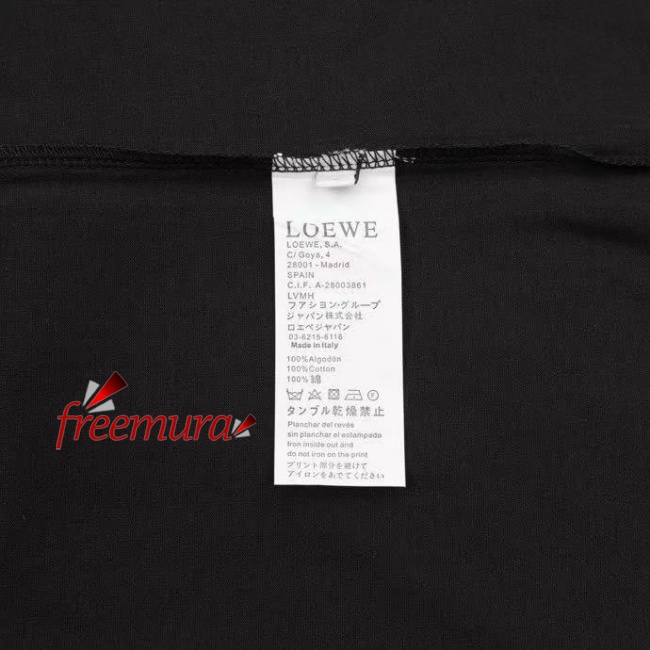 LOEWE
LOEWE, S.A.
C/ Goya, 4
28001 - Madrid
SPAIN
C.I.F. A-28003861
LVMH
ファション・グループ
ジャパン株式会社
ロエベジャパン
03-6215-6116
Made in Italy
100%Algodón
100%Cotton
100% 綿
タンブル乾燥禁止
Planchar del revés
sin planchar el estampado
fron inside out and
do not iron on the print
プリント部分を避けて
アイロンをあでてください
freemura